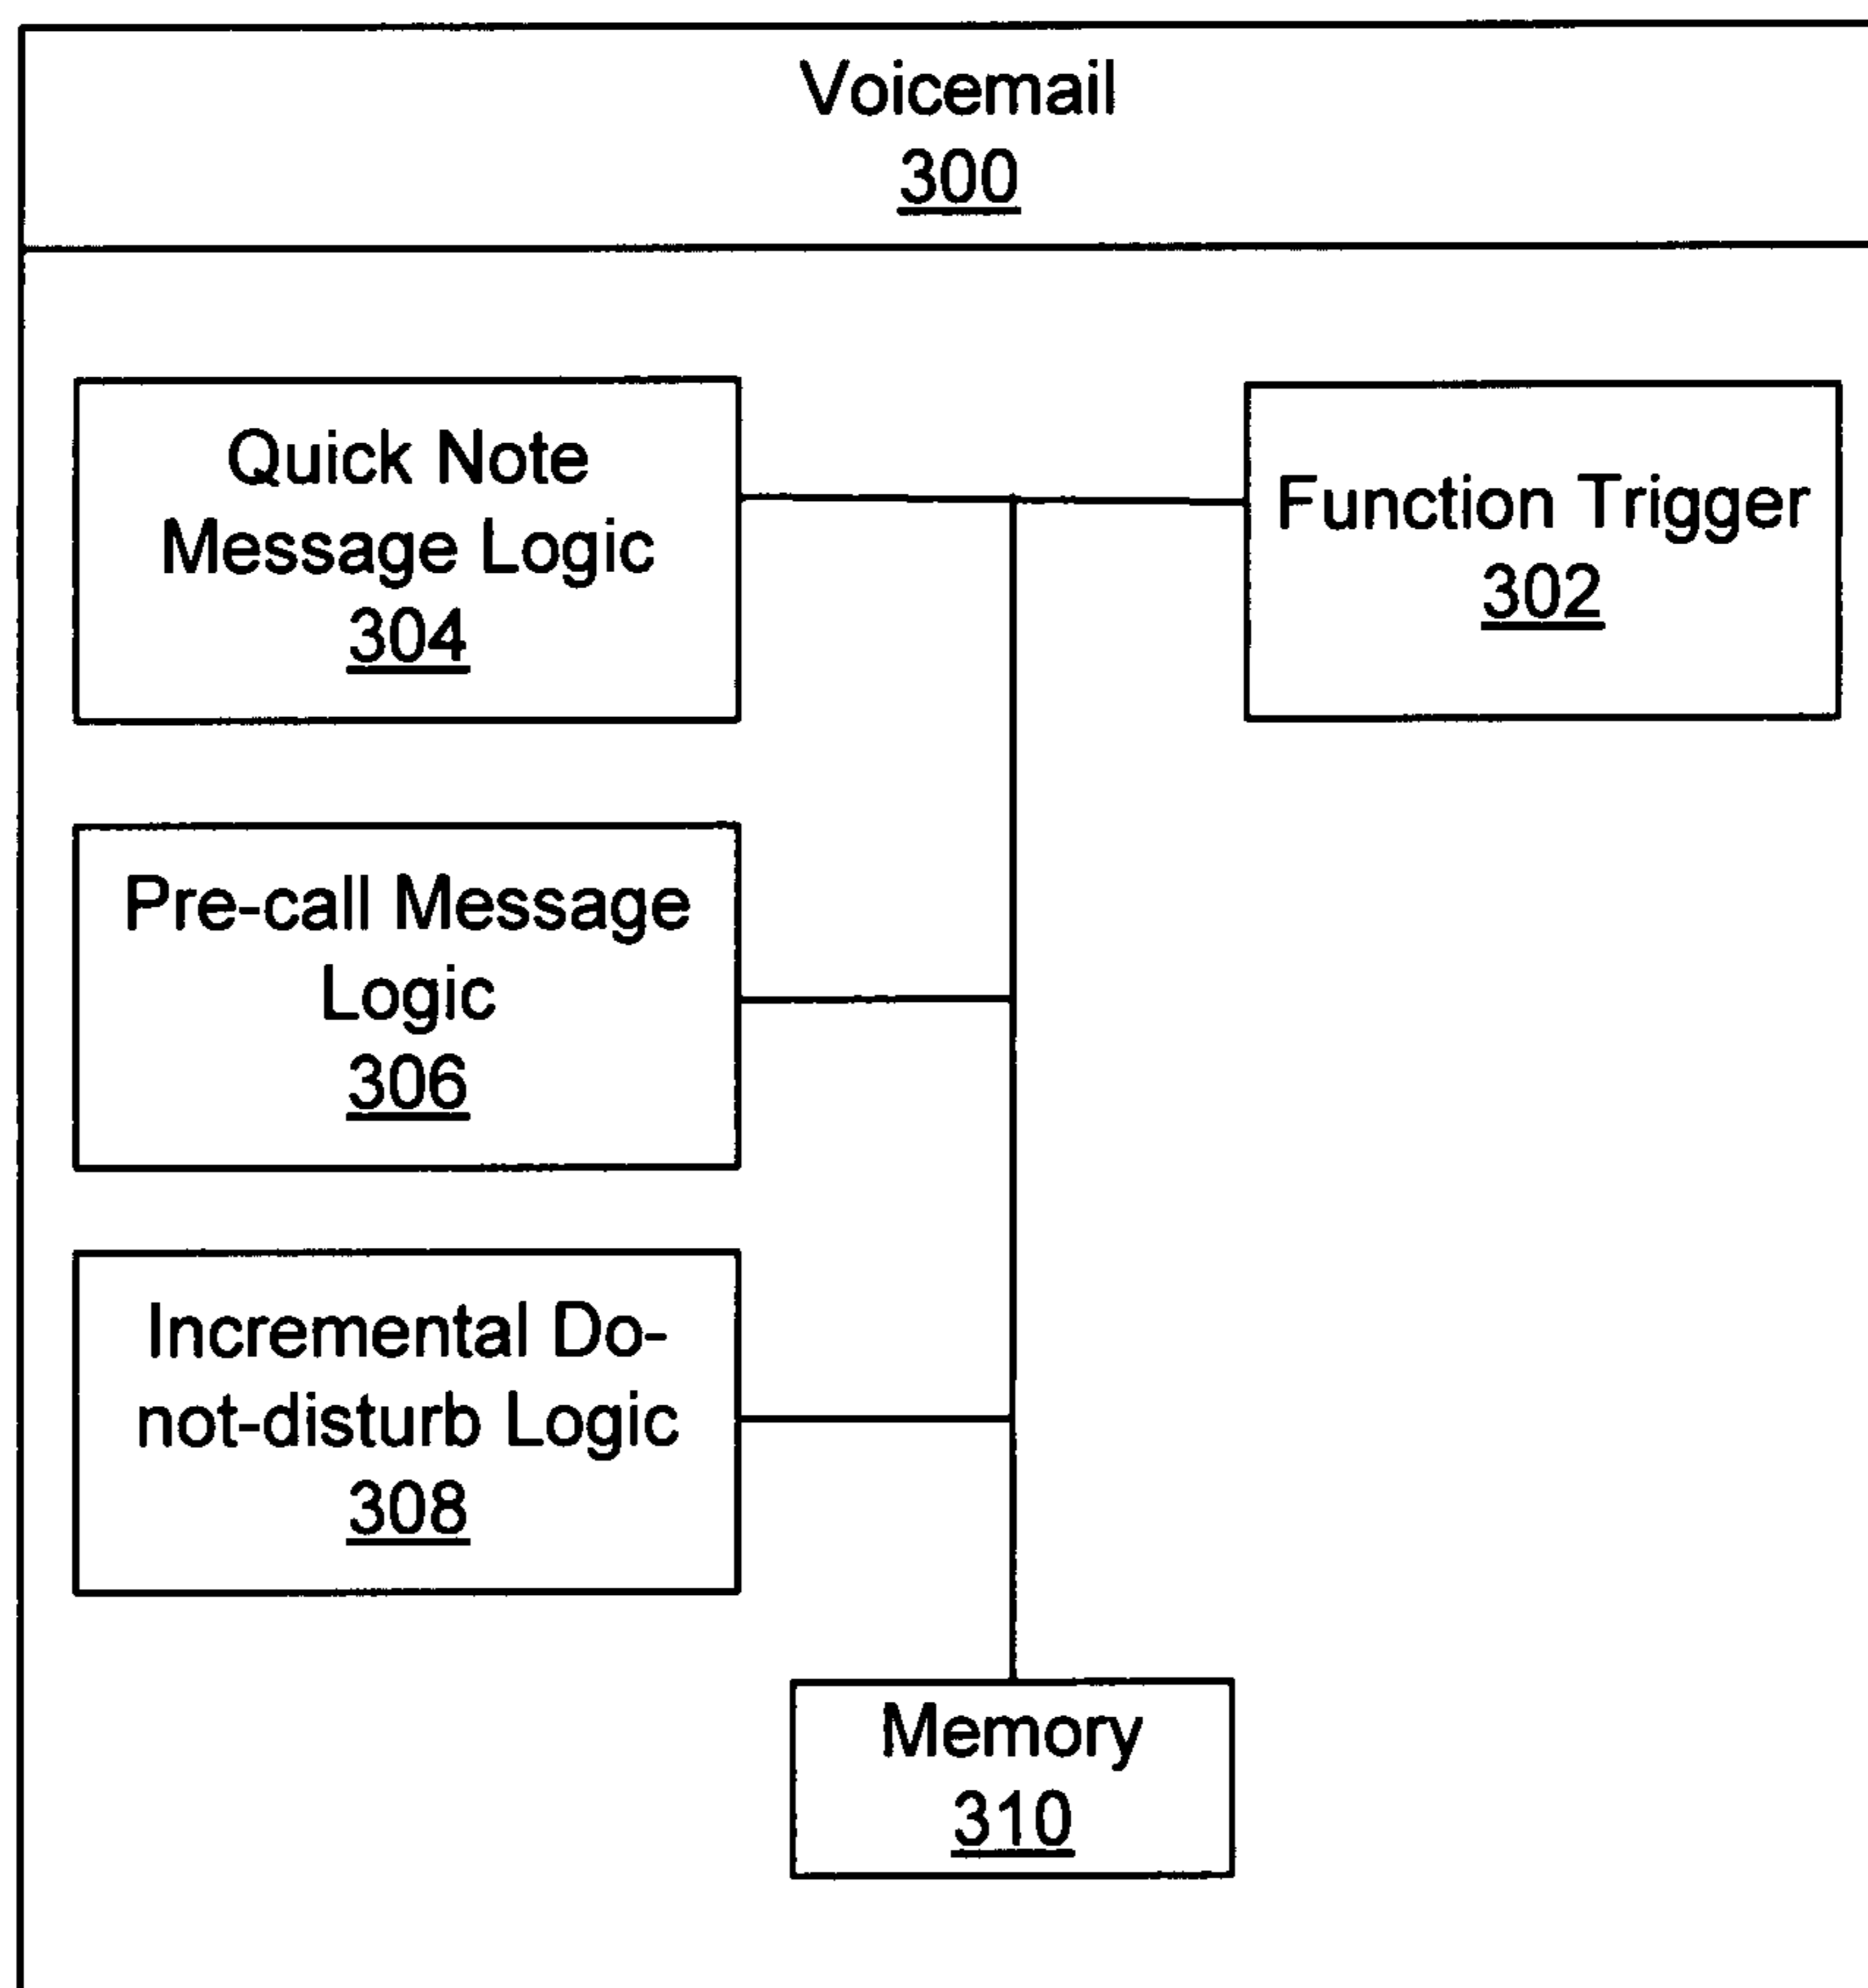 Voicemail
300
Quick Note
Message Logic
304
Function Trigger
302
Pre-call Message
Logic
306
Incremental Do-
not-disturb Logic
308
Memory
310